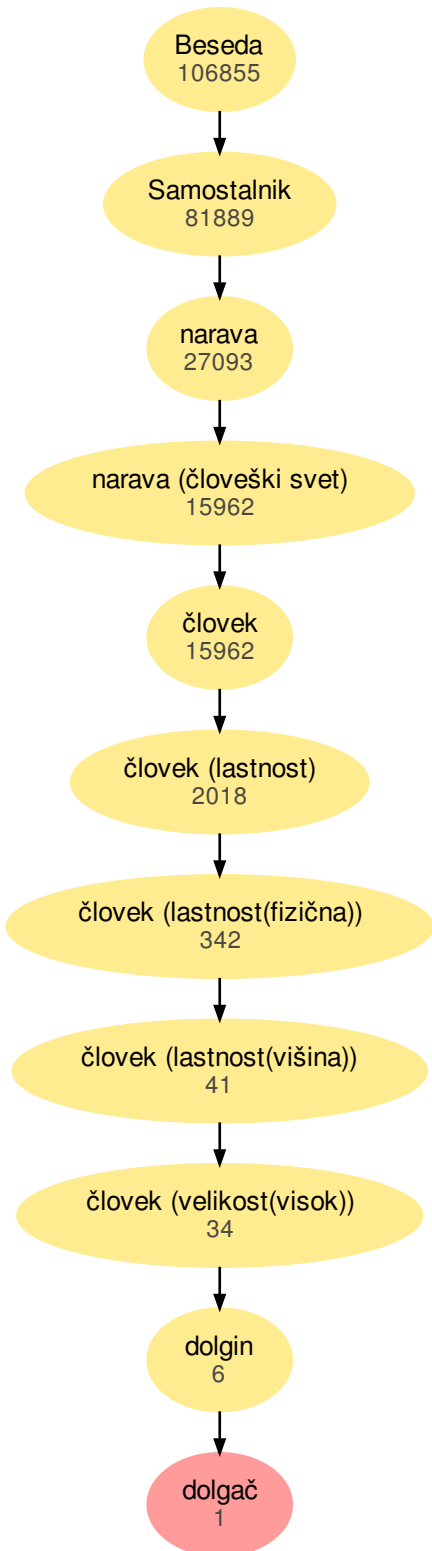 Beseda
106855
Samostalnik
81889
narava
27093
narava (človeški svet)
15962
človek
15962
človek (lastnost)
2018
človek (lastnost(fizična))
342
človek (lastnost(višina))
41
človek (velikost(visok))
34
dolgin
6
dolgač
1